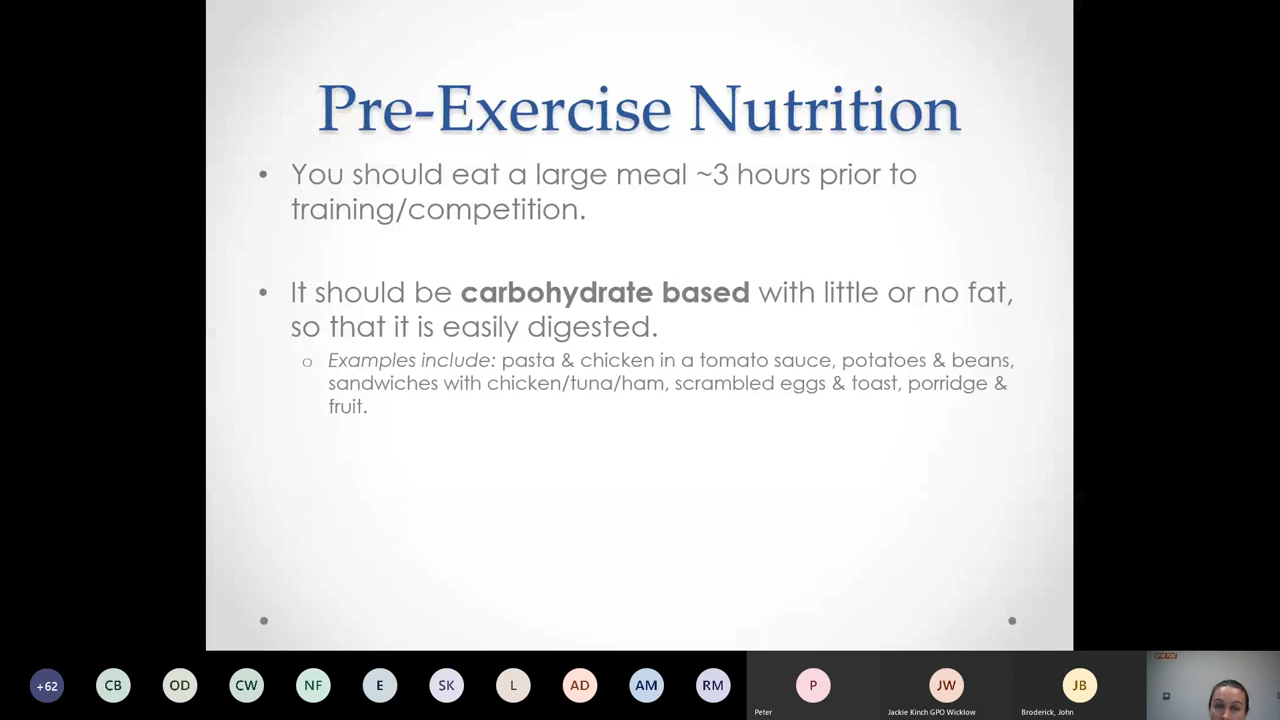 Pre-Exercise Nutrition
• You should eat a large meal ~3 hours prior to
training/competition.
• It should be carbohydrate based with little or no fat,
so that it is easily digested.
o Examples include: pasta & chicken in a tomato sauce, potatoes & beans,
sandwiches with chicken/tuna/ham, scrambled eggs & toast, porridge &
fruit.
+62 CB OD CW NF E SK L AD AM RM P JW JB
Peter Jackie Kinch GPO Wicklow Broderick, John